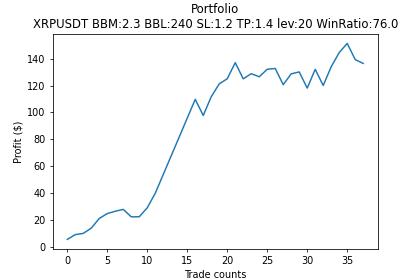 Portfolio
XRPUSDT BBM:2.3 BBL:240 SL:1.2 TP:1.4 lev:20 WinRatio:76.0
140
120
100
80
60
40
20
0
Profit ($)
0 5 10 15 20 25 30 35
Trade counts